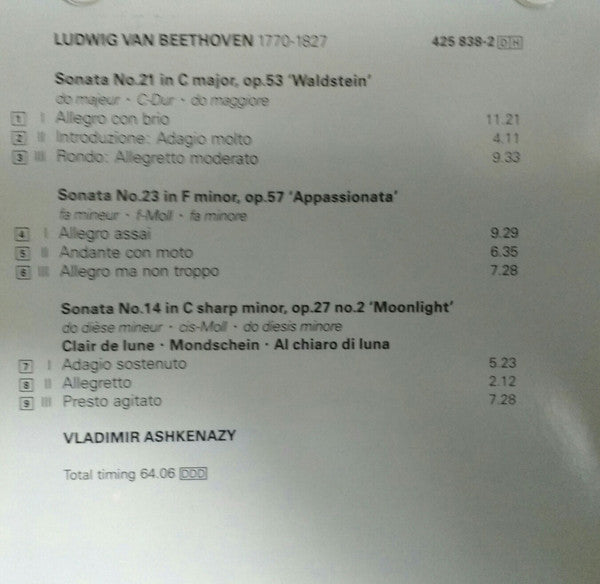 LUDWIG VAN BEETHOVEN 1770-1827 425 838-2 DH
Sonata No.21 in C major, op.53 'Waldstein'
do majeur · C-Dur · do maggiore
1 I Allegro con brio 11.21
2 II Introduzione: Adagio molto 4.11
3 III Rondo: Allegretto moderato 9.33
Sonata No.23 in F minor, op.57 'Appassionata'
fa mineur · f-Moll · fa minore
4 I Allegro assai 9.29
5 II Andante con moto 6.35
6 III Allegro ma non troppo 7.28
Sonata No.14 in C sharp minor, op.27 no.2 'Moonlight'
do dièse mineur · cis-Moll · do diesis minore
Clair de lune · Mondschein · Al chiaro di luna
7 I Adagio sostenuto 5.23
8 II Allegretto 2.12
9 III Presto agitato 7.28
VLADIMIR ASHKENAZY
Total timing 64.06 DDD